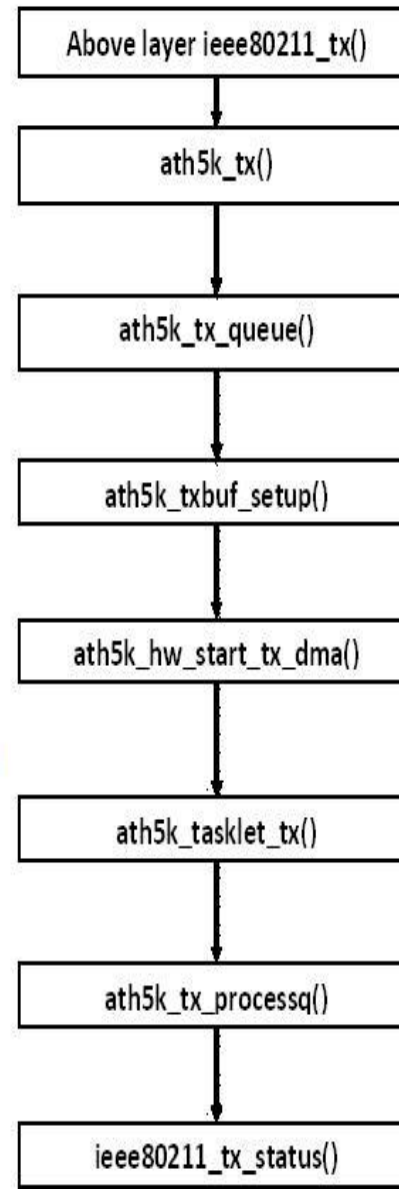 Above layer ieee80211_tx()
ath5k_tx()
ath5k_tx_queue()
ath5k_txbuf_setup()
ath5k_hw_start_tx_dma()
ath5k_tasklet_tx()
ath5k_tx_processq()
ieee80211_tx_status()